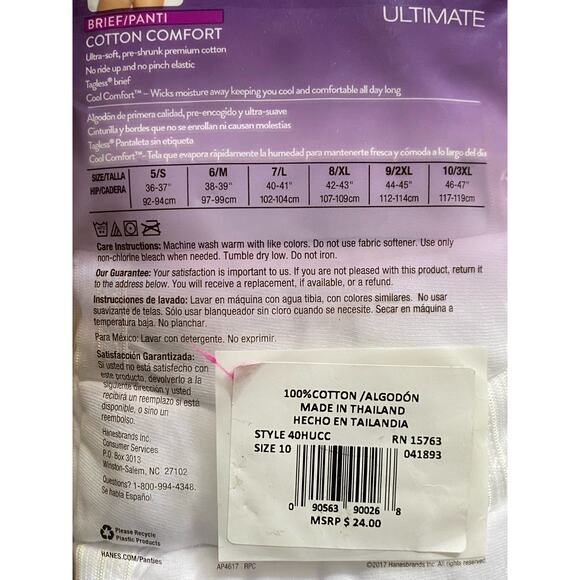 BRIEF/PANTI
ULTIMATE
COTTON COMFORT
Ultra-soft, pre-shrunk premium cotton
No ride up and no pinch elastic
Tagless® brief
Cool Comfort™ – Wicks moisture away keeping you cool and comfortable all day long
Algodón de primera calidad, pre-encogido y ultra-suave
Cinturilla y bordes que no se enrollan ni causan molestias
Tagless® Pantaleta sin etiqueta
Cool Comfort™- Tela que evapora rápidamente la humedad para mantenerte fresca y cómoda a lo largo del día
SIZE/TALLA 5/S 6/M 7/L 8/XL 9/2XL 10/3XL
HIP/CADERA 36-37" 38-39" 40-41" 42-43" 44-45" 46-47"
92-94cm 97-99cm 102-104cm 107-109cm 112-114cm 117-119cm
Care Instructions: Machine wash warm with like colors. Do not use fabric softener. Use only
non-chlorine bleach when needed. Tumble dry low. Do not iron.
Our Guarantee: Your satisfaction is important to us. If you are not pleased with this product, return it
to the address below. You will receive a replacement, if available, or a refund.
Instrucciones de lavado: Lavar en máquina con agua tibia, con colores similares. No usar
suavizante de telas. Sólo usar blanqueador sin cloro cuando se necesite. Secar en máquina a
temperatura baja. No planchar.
Para México: Lavar con detergente. No exprimir.
Satisfacción Garantizada:
Si usted no está satisfecho con
este producto, devolverlo a la
siguiente dirección y usted
recibirá un reemplazo si está
disponible, o sino un
reembolso.
Hanesbrands Inc.
Consumer Services
P.O. Box 3013
Winston-Salem, NC 27102
Questions? 1-800-994-4348.
Se habla Español.
Please Recycle
Plastic Products
HANES.COM/Panties
100%COTTON /ALGODÓN
MADE IN THAILAND
HECHO EN TAILANDIA
STYLE 40HUCC RN 15763
SIZE 10 041893
0 90563 90026 8
MSRP $ 24.00
AP4617 RPC
©2017 Hanesbrands Inc. All rights reserved.